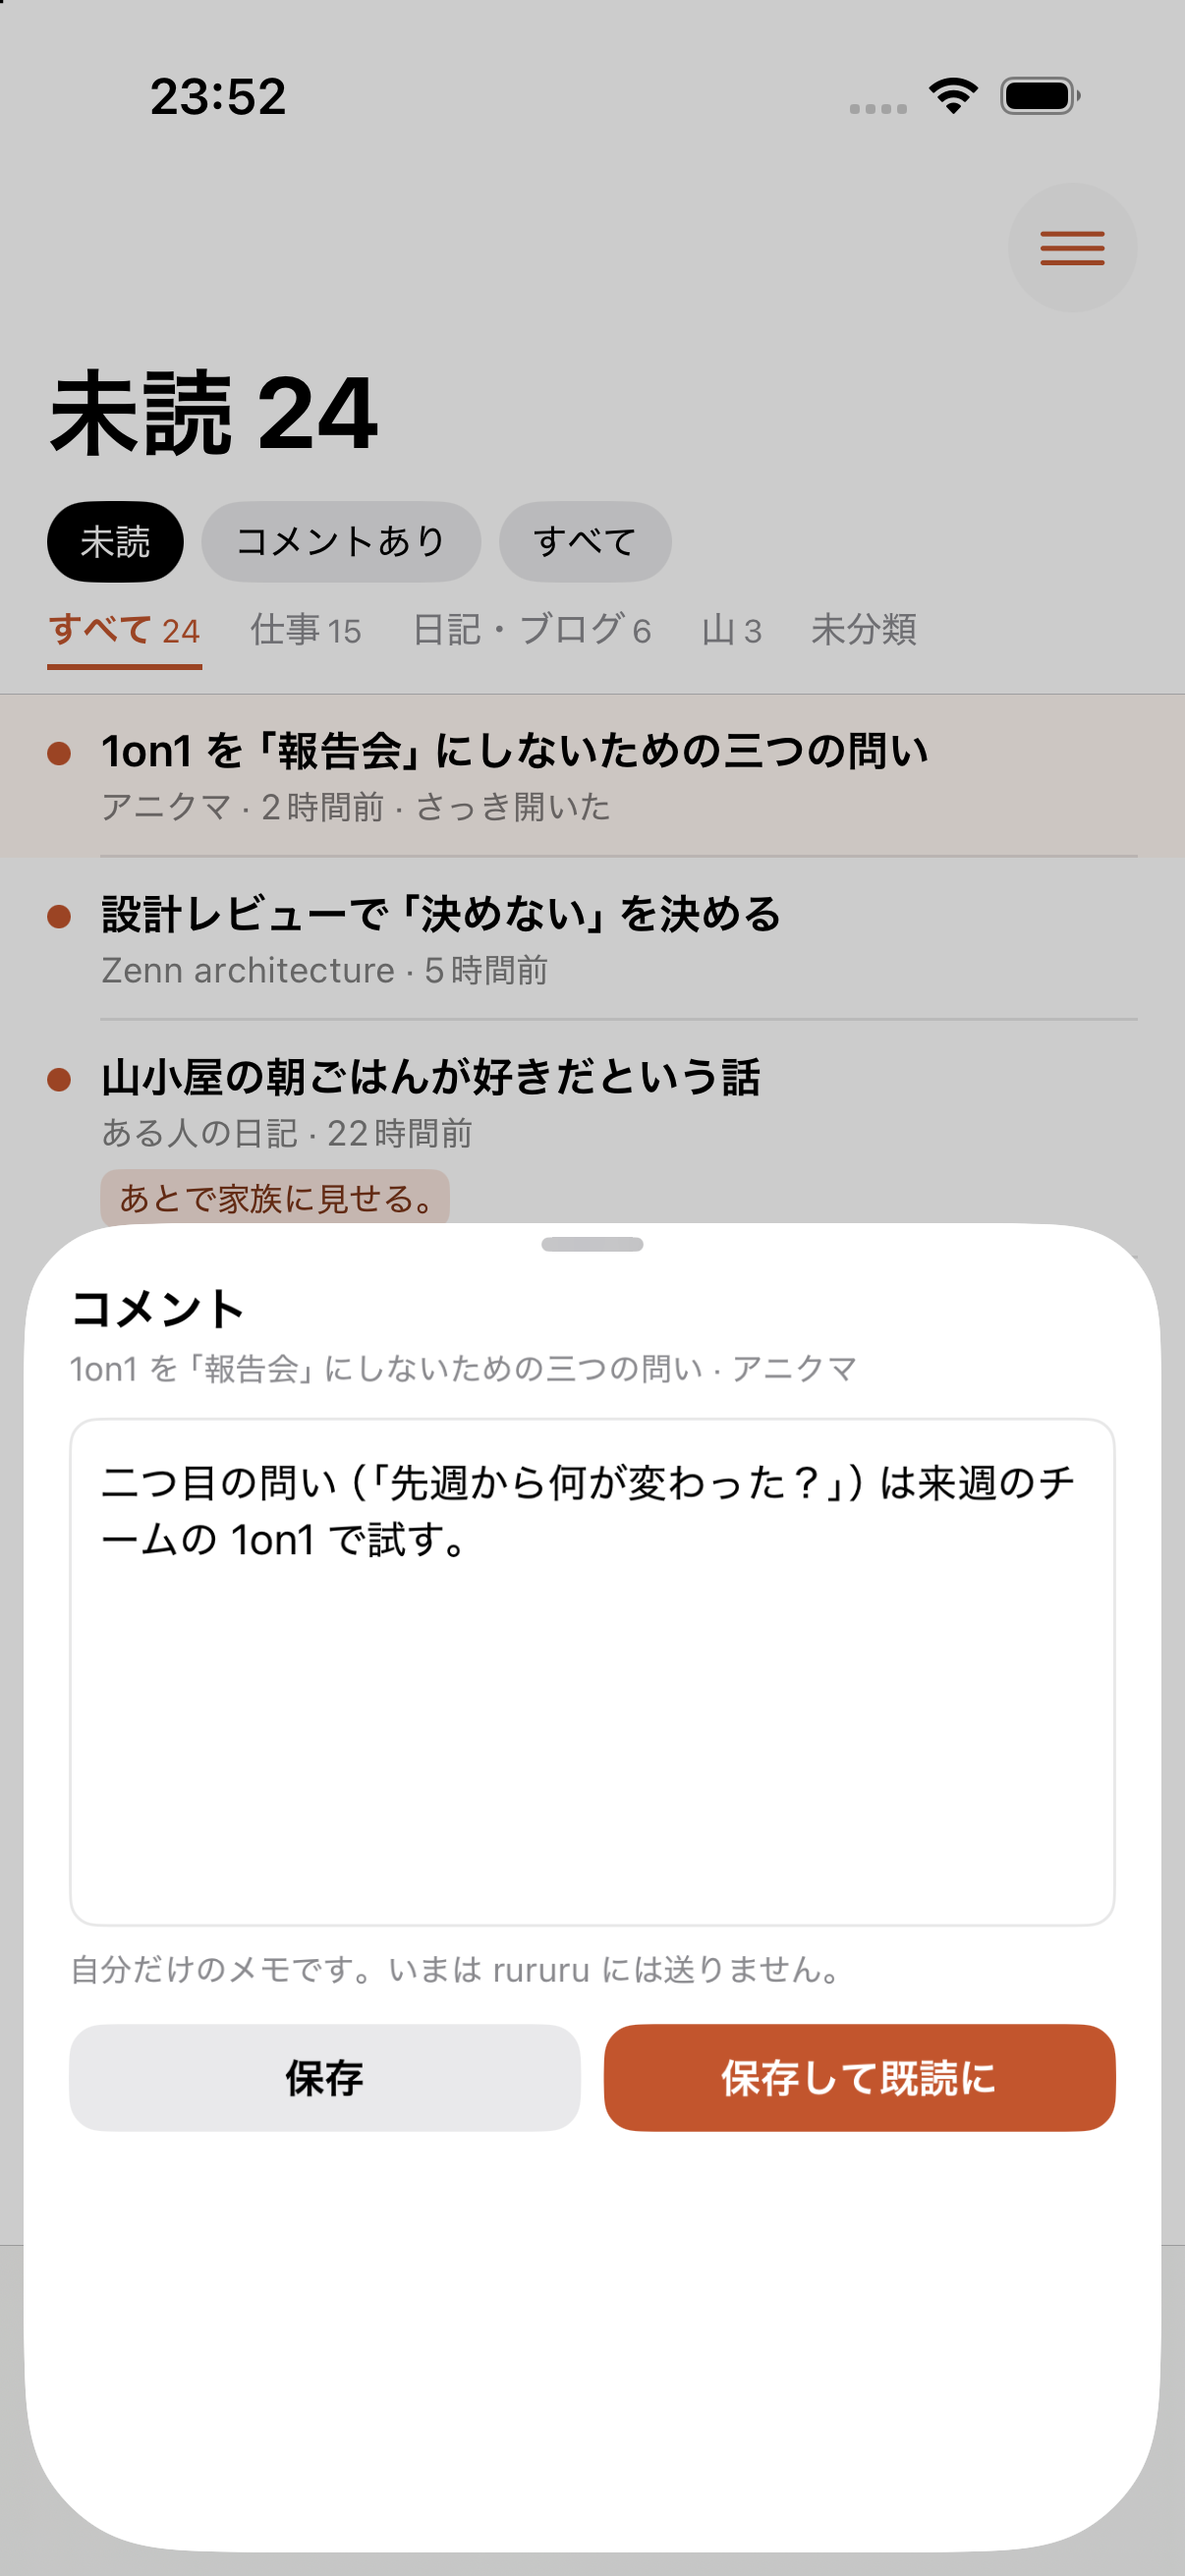 23:52
未読 24
未読 コメントあり すべて
すべて 24 仕事 15 日記・ブログ 6 山 3 未分類
1on1 を「報告会」にしないための三つの問い
アニクマ · 2時間前 · さっき開いた
設計レビューで「決めない」を決める
Zenn architecture · 5時間前
山小屋の朝ごはんが好きだという話
ある人の日記 · 22時間前
あとで家族に見せる。
コメント
1on1 を「報告会」にしないための三つの問い · アニクマ
二つ目の問い（「先週から何が変わった？」）は来週のチ
ームの 1on1 で試す。
自分だけのメモです。いまは rururu には送りません。
保存 保存して既読に